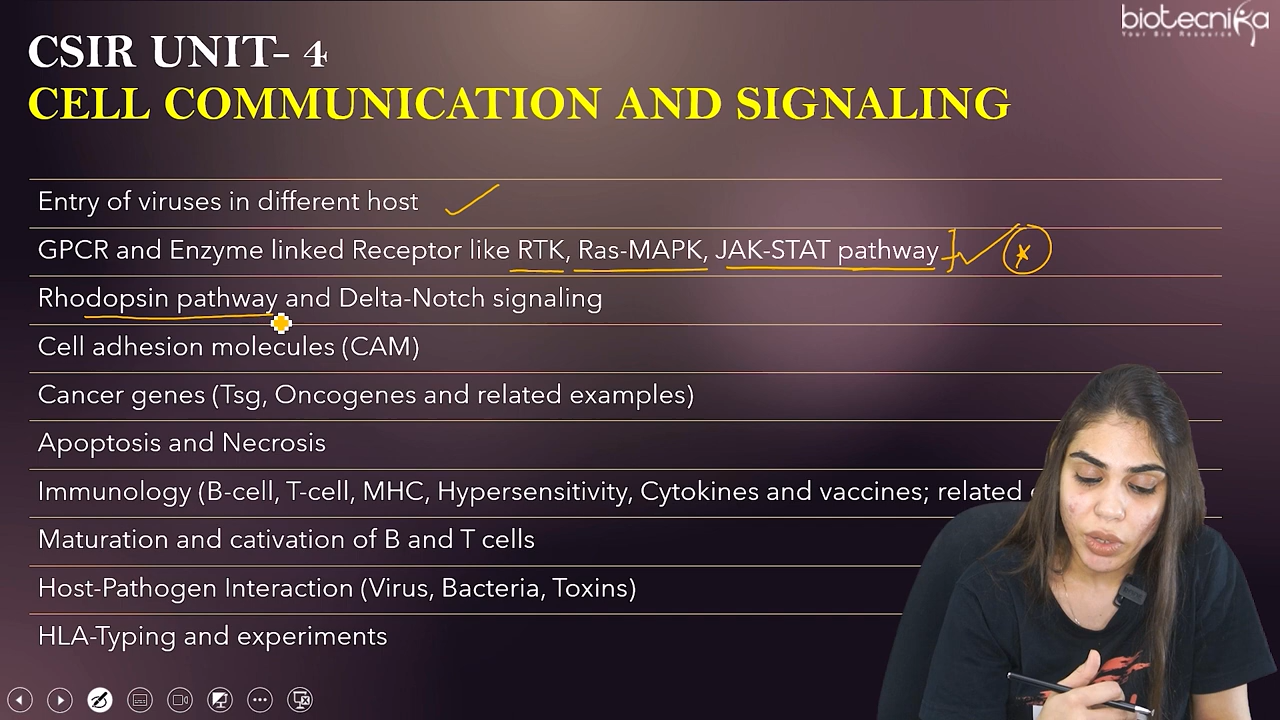 biotecnika
Your Bio Resource
CSIR UNIT- 4
CELL COMMUNICATION AND SIGNALING
Entry of viruses in different host
GPCR and Enzyme linked Receptor like RTK, Ras-MAPK, JAK-STAT pathway
Rhodopsin pathway and Delta-Notch signaling
Cell adhesion molecules (CAM)
Cancer genes (Tsg, Oncogenes and related examples)
Apoptosis and Necrosis
Immunology (B-cell, T-cell, MHC, Hypersensitivity, Cytokines and vaccines; related
Maturation and cativation of B and T cells
Host-Pathogen Interaction (Virus, Bacteria, Toxins)
HLA-Typing and experiments